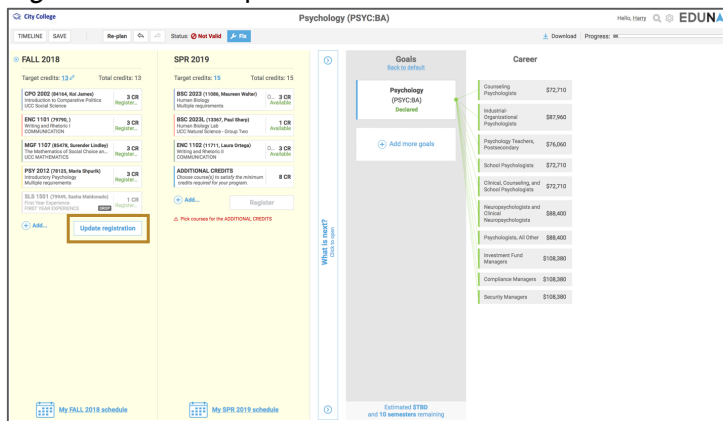 City College
Psychology (PSYC:BA)
Hello, Harry
EDUNA
TIMELINE SAVE Re-plan Status: Not Valid Fix
Download Progress:
FALL 2018
Target credits: 13 Total credits: 13
CPO 2002 (84164, Koi James)
Introduction to Comparative Politics
UCC Social Science
3 CR
Register...
ENC 1101 (79790, )
Writing and Rhetoric I
COMMUNICATION
3 CR
Register...
MGF 1107 (85478, Surender Lindley)
The Mathematics of Social Choice an...
UCC MATHEMATICS
3 CR
Register...
PSY 2012 (78125, Maris Shpurik)
Introductory Psychology
Multiple requirements
3 CR
Register...
SLS 1501 (79949, Sasha Maldonado)
First Year Experience
FIRST YEAR EXPERIENCE
DROP
1 CR
Register...
Add...
Update registration
My FALL 2018 schedule
SPR 2019
Target credits: 15 Total credits: 15
BSC 2023 (11086, Maureen Walter)
Human Biology
Multiple requirements
0... 3 CR
Available
BSC 2023L (13367, Paul Sharp)
Human Biology Lab
UCC Natural Science - Group Two
1 CR
Available
ENC 1102 (11711, Laura Ortega)
Writing and Rhetoric II
COMMUNICATION
0... 3 CR
Available
ADDITIONAL CREDITS
Choose course(s) to satisfy the minimum
credits required for your program.
8 CR
Add...
Register
Pick courses for the ADDITIONAL CREDITS
My SPR 2019 schedule
What is next?
Click to open
Goals
Back to default
Psychology
(PSYC:BA)
Declared
Add more goals
Estimated $TBD
and 10 semesters remaining
Career
Counseling
Psychologists
$72,710
Industrial-
Organizational
Psychologists
$87,960
Psychology Teachers,
Postsecondary
$76,060
School Psychologists $72,710
Clinical, Counseling, and
School Psychologists
$72,710
Neuropsychologists and
Clinical
Neuropsychologists
$88,400
Psychologists, All Other $88,400
Investment Fund
Managers
$108,380
Compliance Managers $108,380
Security Managers $108,380